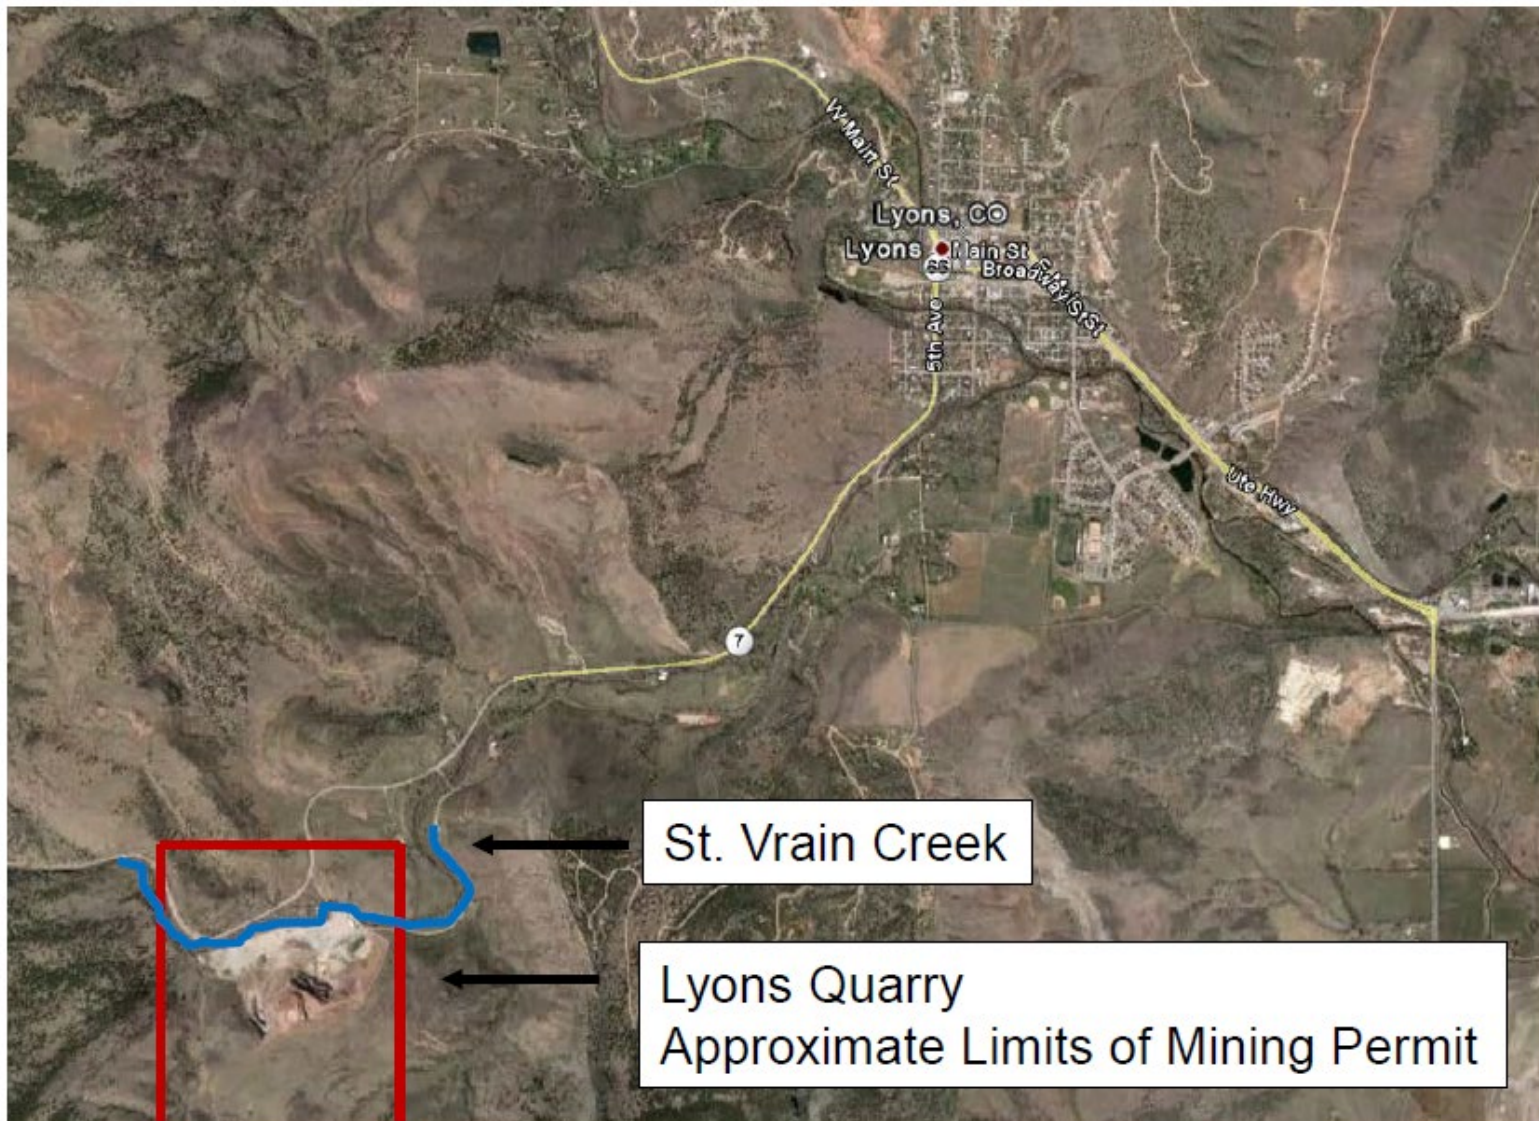 W Main St
Lyons, CO
Lyons
Main St
66
Broadway St
E Main St
5th Ave
Ute Hwy
7
St. Vrain Creek
Lyons Quarry
Approximate Limits of Mining Permit